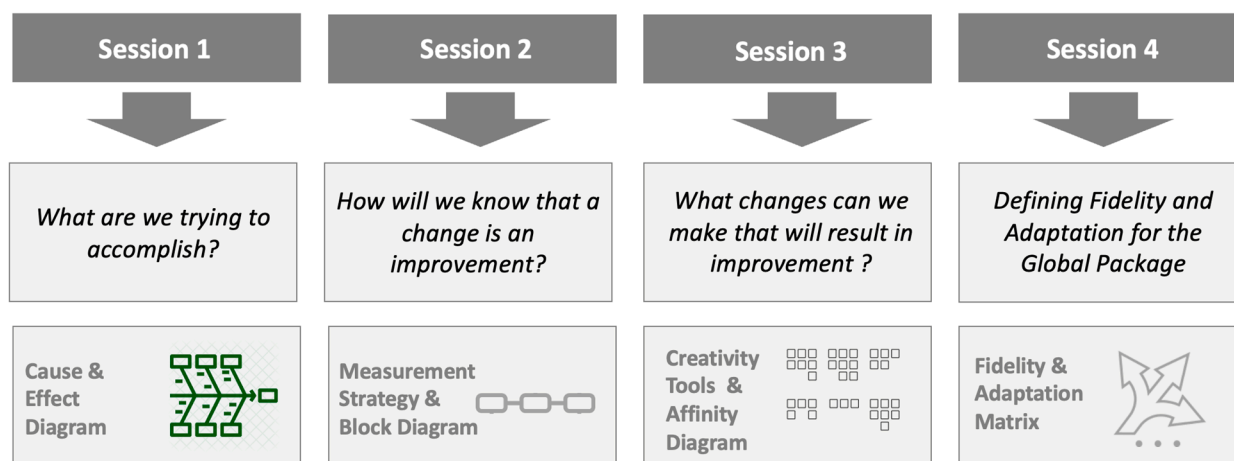 Session 1
What are we trying to
accomplish?
Cause &
Effect
Diagram
Session 2
How will we know that a
change is an
improvement?
Measurement
Strategy &
Block Diagram
Session 3
What changes can we
make that will result in
improvement ?
Creativity
Tools &
Affinity
Diagram
Session 4
Defining Fidelity and
Adaptation for the
Global Package
Fidelity &
Adaptation
Matrix